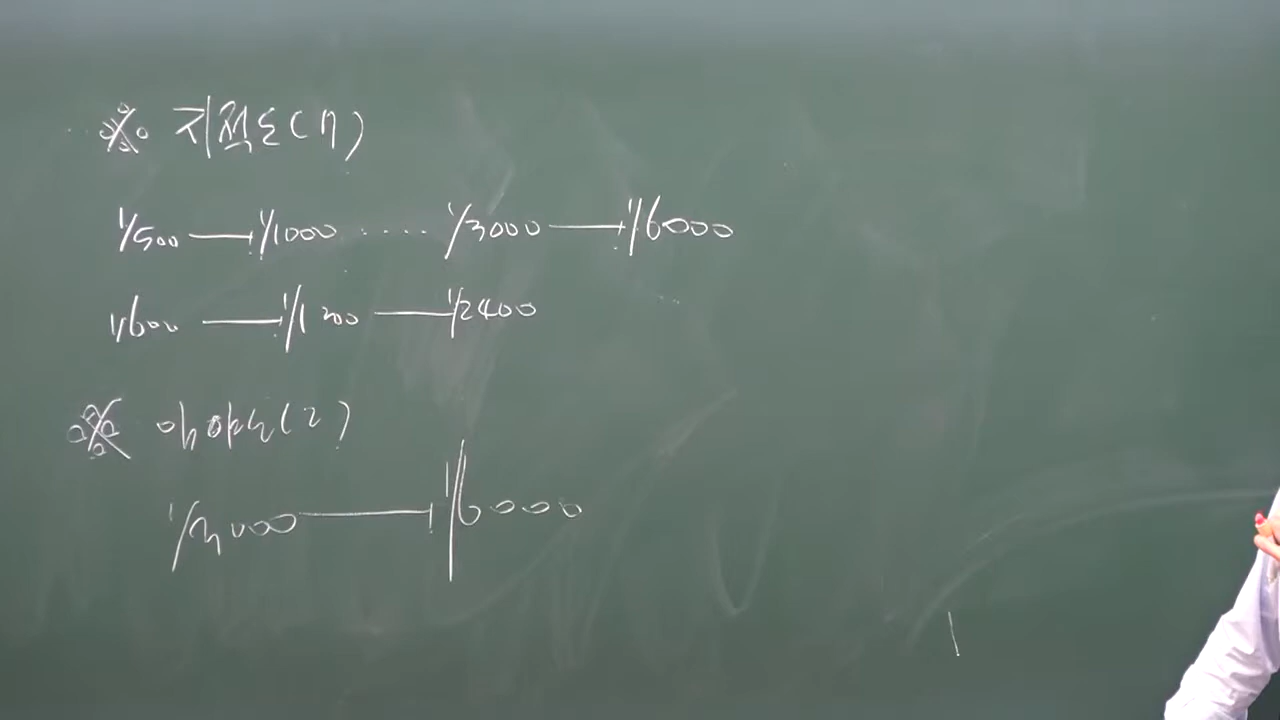 ※ 지적도(7)
1/500 — 1/1000 ···· 1/3000 — 1/6000
1/600 — 1/1200 — 1/2400
※ 임야도(2)
1/3000 — 1/6000